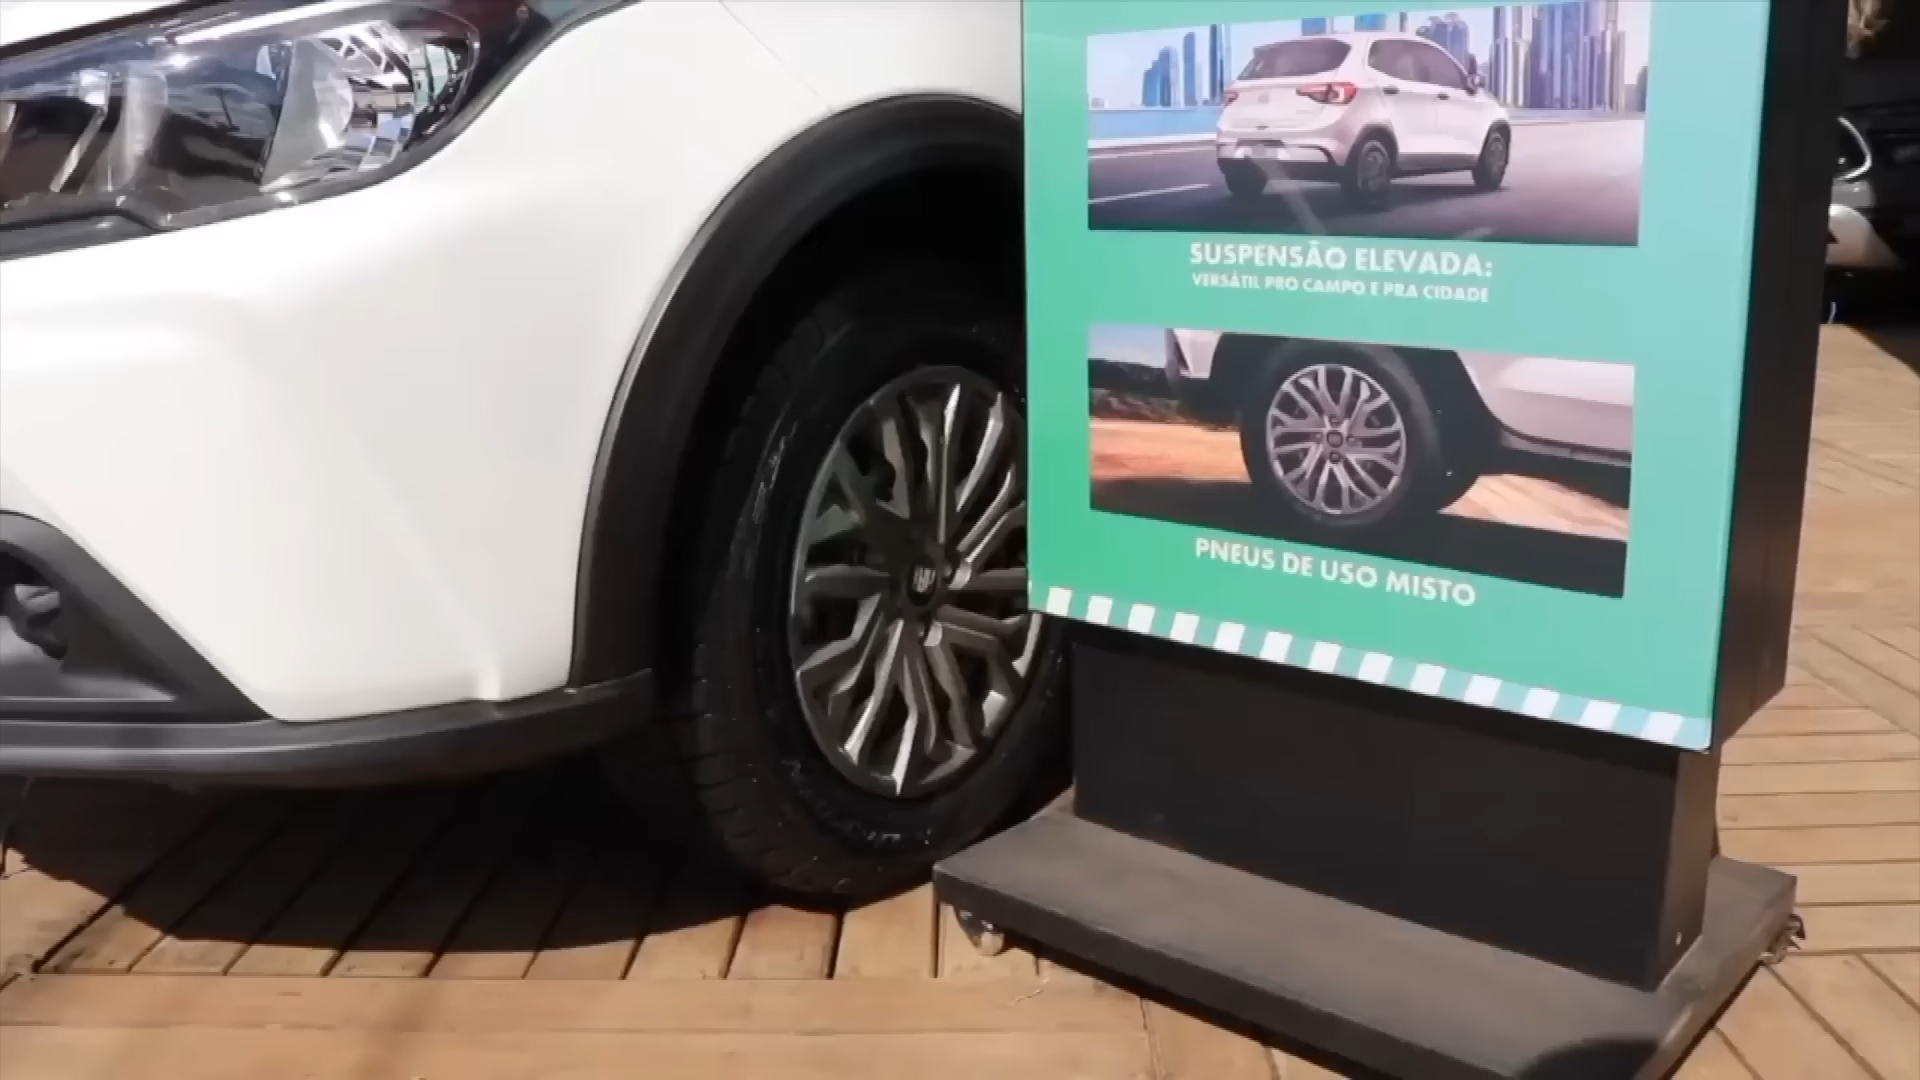 SUSPENSÃO ELEVADA:
VERSÁTIL PRO CAMPO E PRA CIDADE
PNEUS DE USO MISTO